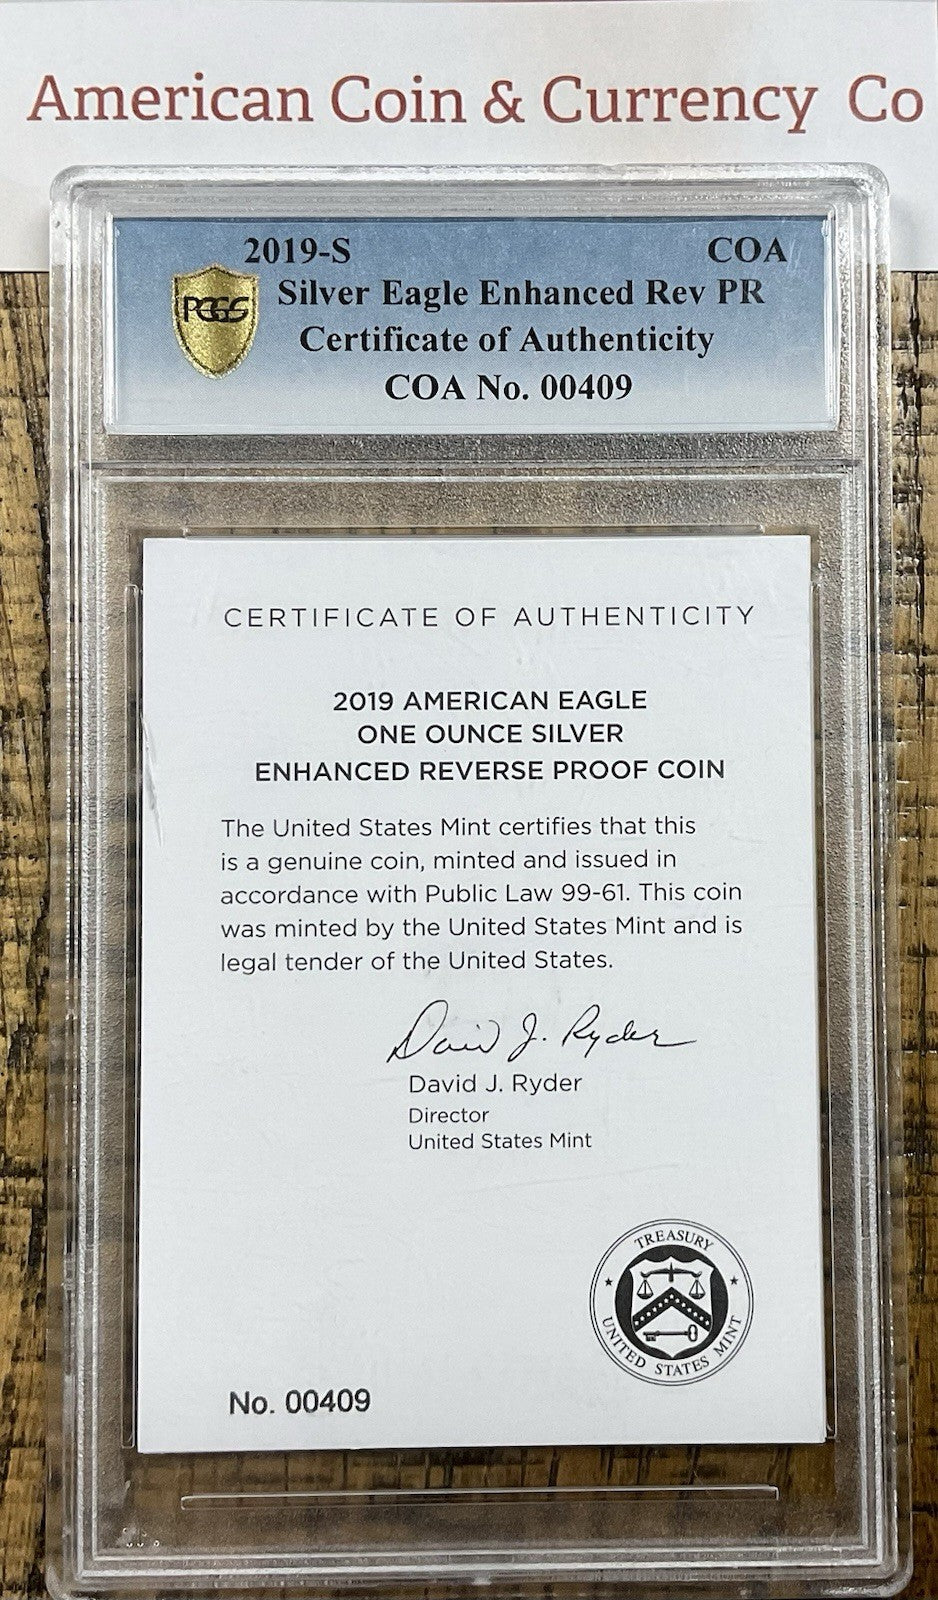 American Coin & Currency Co
2019-S COA
PCGS
Silver Eagle Enhanced Rev PR
Certificate of Authenticity
COA No. 00409
CERTIFICATE OF AUTHENTICITY
2019 AMERICAN EAGLE
ONE OUNCE SILVER
ENHANCED REVERSE PROOF COIN
The United States Mint certifies that this
is a genuine coin, minted and issued in
accordance with Public Law 99-61. This coin
was minted by the United States Mint and is
legal tender of the United States.
David J. Ryder
David J. Ryder
Director
United States Mint
TREASURY
UNITED STATES MINT
No. 00409